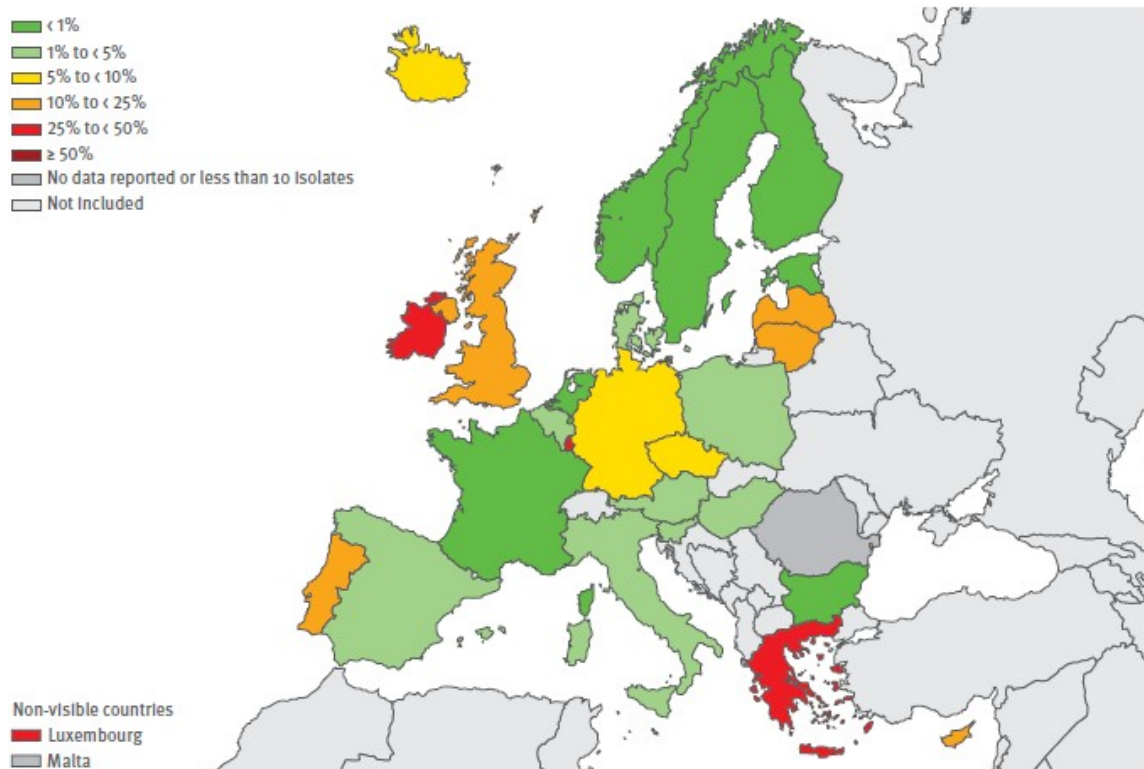 < 1%
1% to < 5%
5% to < 10%
10% to < 25%
25% to < 50%
≥ 50%
No data reported or less than 10 isolates
Not included
Non-visible countries
Luxembourg
Malta